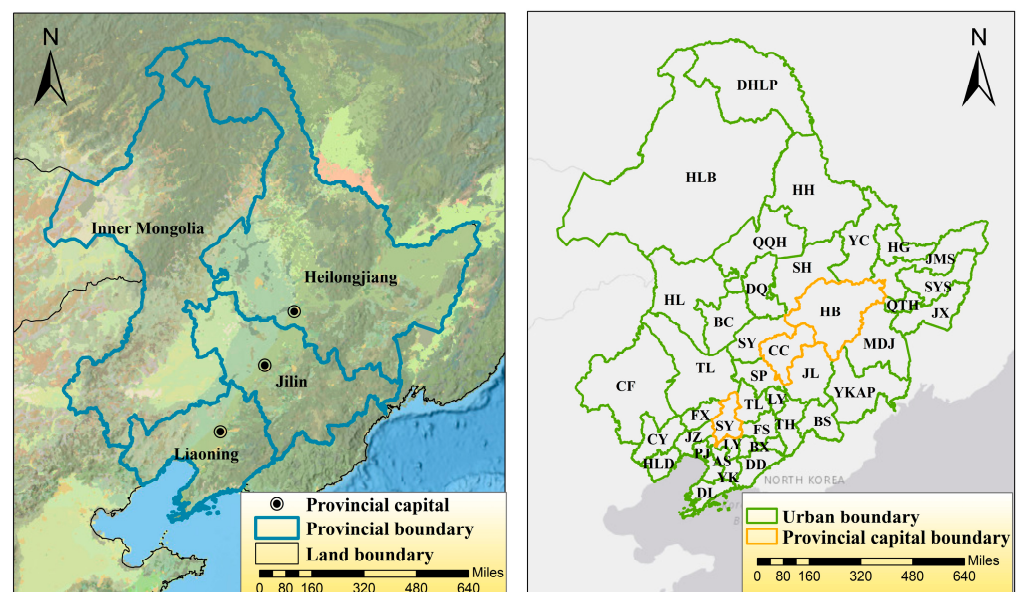 N
Inner Mongolia
Heilongjiang
Jilin
Liaoning
Provincial capital
Provincial boundary
Land boundary
Miles
0 80 160 320 480 640
N
DHLP
HLB
HH
QQH
YC
HG
JMS
SH
SYS
DQ
HL
QTH
HB
JX
BC
MDJ
SY
CC
TL
SP
JL
CF
YKAP
TL
LY
FX
SY
FS
TH
BS
CY
JZ
LY
BX
PJ
AS
HLD
DD
YK
DL
NORTH KOREA
Urban boundary
Provincial capital boundary
Miles
0 80 160 320 480 640